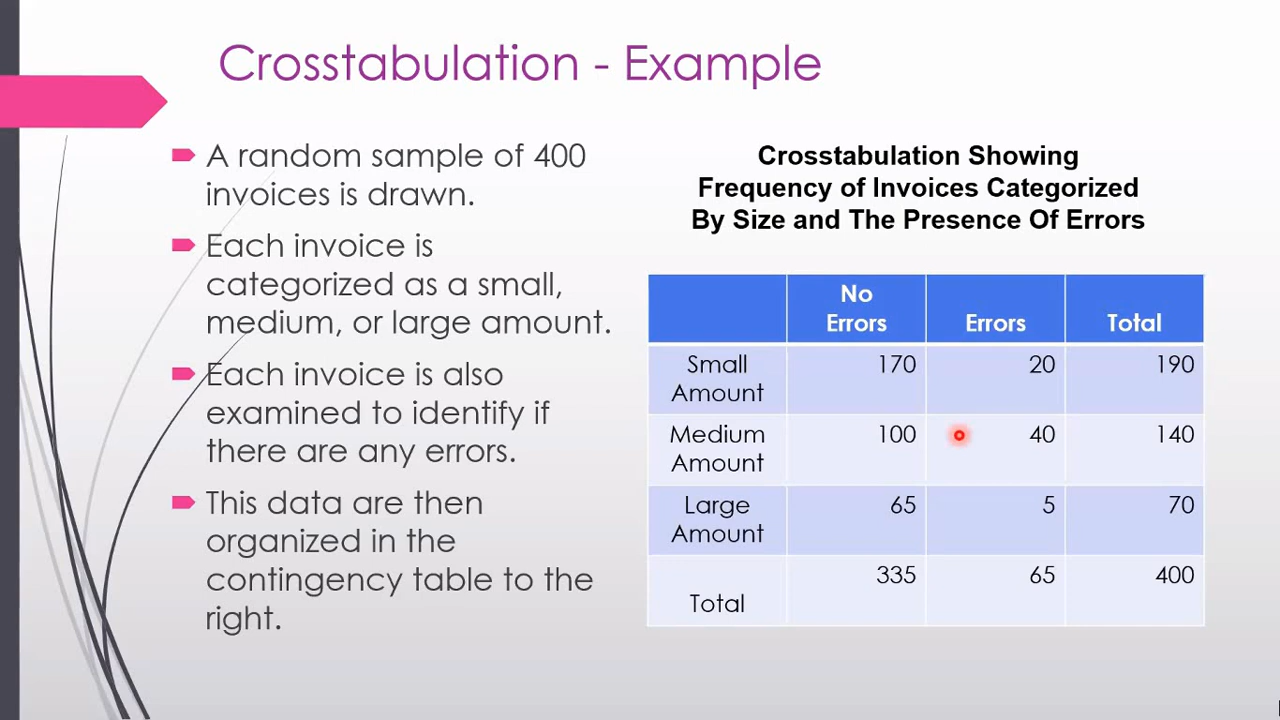 Crosstabulation - Example
A random sample of 400
invoices is drawn.
Each invoice is
categorized as a small,
medium, or large amount.
Each invoice is also
examined to identify if
there are any errors.
This data are then
organized in the
contingency table to the
right.
Crosstabulation Showing
Frequency of Invoices Categorized
By Size and The Presence Of Errors
No
Errors Errors Total
Small 170 20 190
Amount
Medium 100 40 140
Amount
Large 65 5 70
Amount
335 65 400
Total